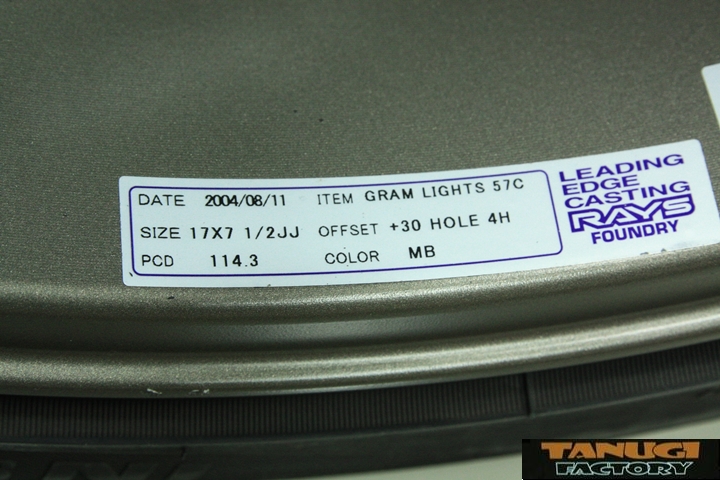 DATE 2004/08/11 ITEM GRAM LIGHTS 57C
SIZE 17X7 1/2JJ OFFSET +30 HOLE 4H
PCD 114.3 COLOR MB
LEADING
EDGE
CASTING
RAYS
FOUNDRY
TANUGI
FACTORY